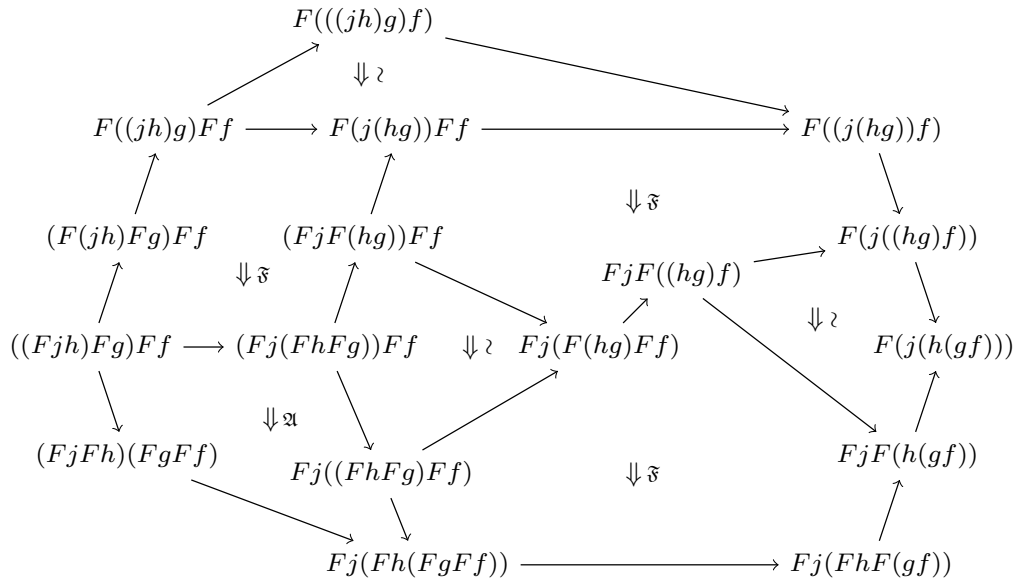 F(((jh)g)f)
⇓ ≀
F((jh)g)Ff F(j(hg))Ff F((j(hg))f)
⇓ 𝔉
(F(jh)Fg)Ff (FjF(hg))Ff F(j((hg)f))
⇓ 𝔉 FjF((hg)f)
⇓ ≀
((Fjh)Fg)Ff (Fj(FhFg))Ff ⇓ ≀ Fj(F(hg)Ff) F(j(h(gf)))
⇓ 𝔄
(FjFh)(FgFf) FjF(h(gf))
Fj((FhFg)Ff) ⇓ 𝔉
Fj(Fh(FgFf)) Fj(FhF(gf))